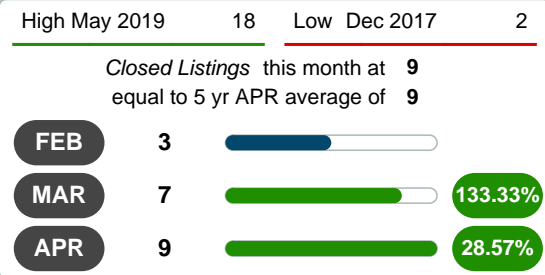 High May 2019 18 Low Dec 2017 2
Closed Listings this month at 9
equal to 5 yr APR average of 9
FEB 3
MAR 7 133.33%
APR 9 28.57%